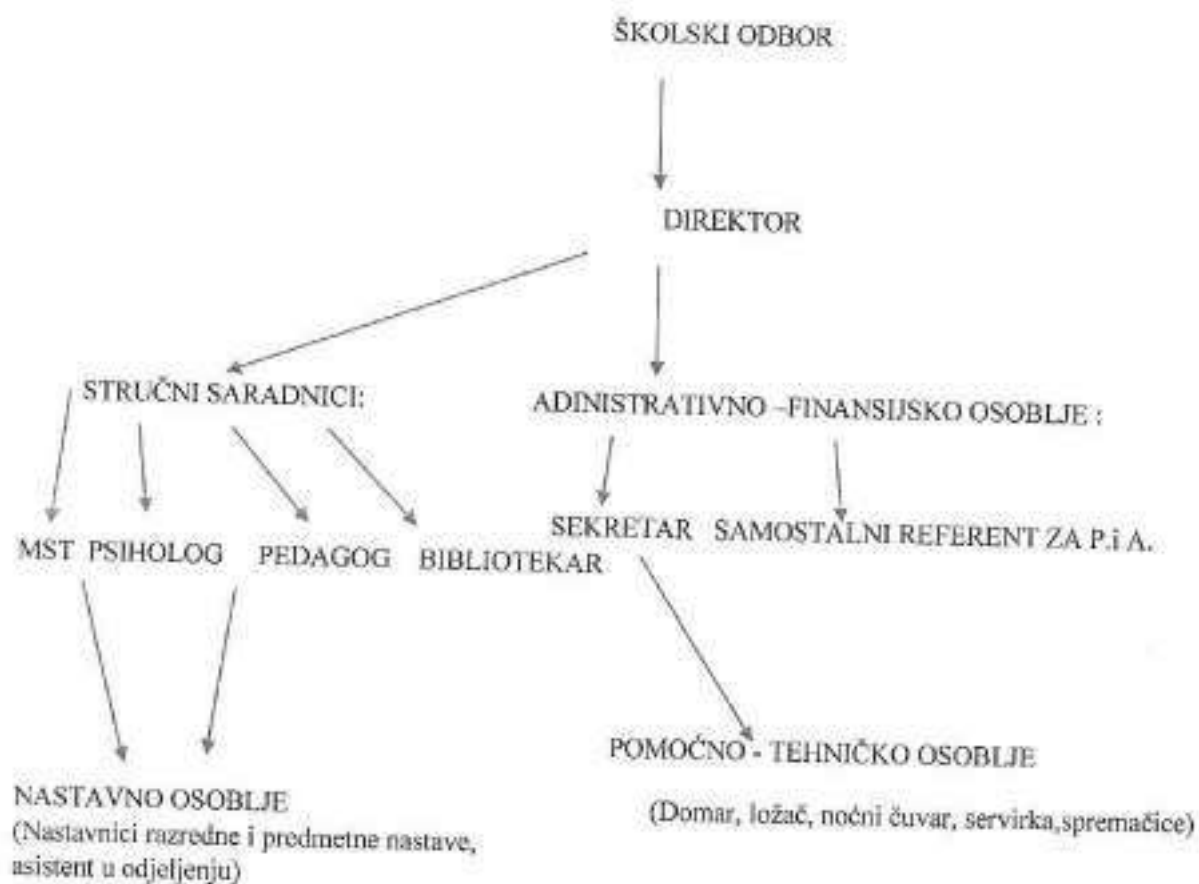 ŠKOLSKI ODBOR
DIREKTOR
STRUČNI SARADNICI:
ADINISTRATIVNO –FINANSIJSKO OSOBLJE :
MST PSIHOLOG PEDAGOG BIBLIOTEKAR
SEKRETAR SAMOSTALNI REFERENT ZA P.i A.
POMOĆNO - TEHNIČKO OSOBLJE
(Domar, ložač, noćni čuvar, servirka,spremačice)
NASTAVNO OSOBLJE
(Nastavnici razredne i predmetne nastave,
asistent u odjeljenju)